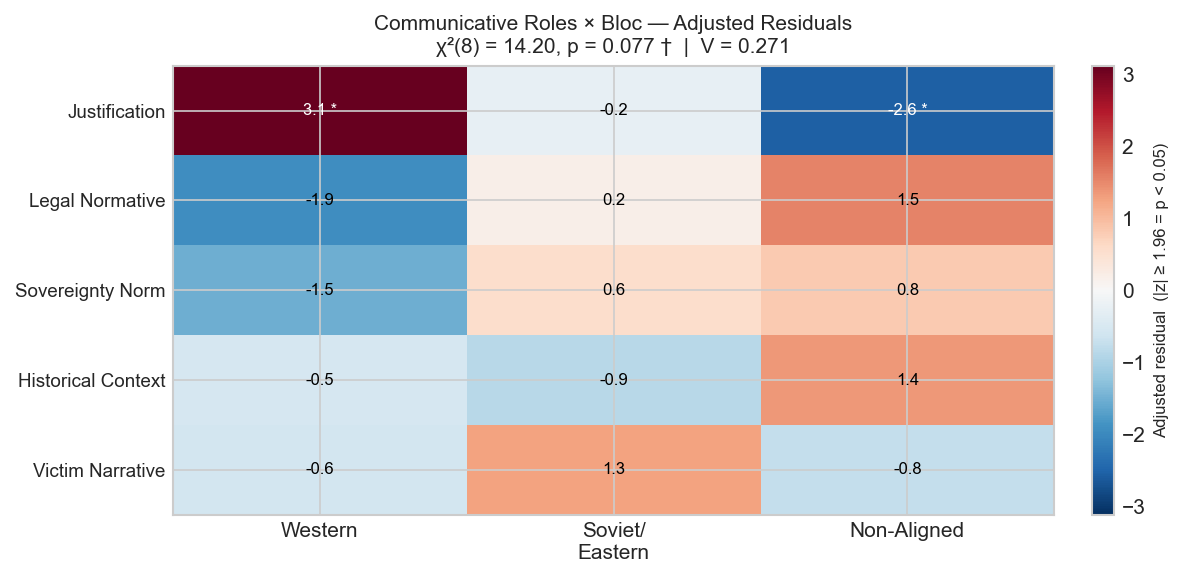 Communicative Roles × Bloc — Adjusted Residuals
χ²(8) = 14.20, p = 0.077 † | V = 0.271
Justification 3.1 * -0.2 -2.6 *
Legal Normative -1.9 0.2 1.5
Sovereignty Norm -1.5 0.6 0.8
Historical Context -0.5 -0.9 1.4
Victim Narrative -0.6 1.3 -0.8
Western
Soviet/
Eastern
Non-Aligned
3
2
1
0
−1
−2
−3
Adjusted residual (|z| ≥ 1.96 = p < 0.05)